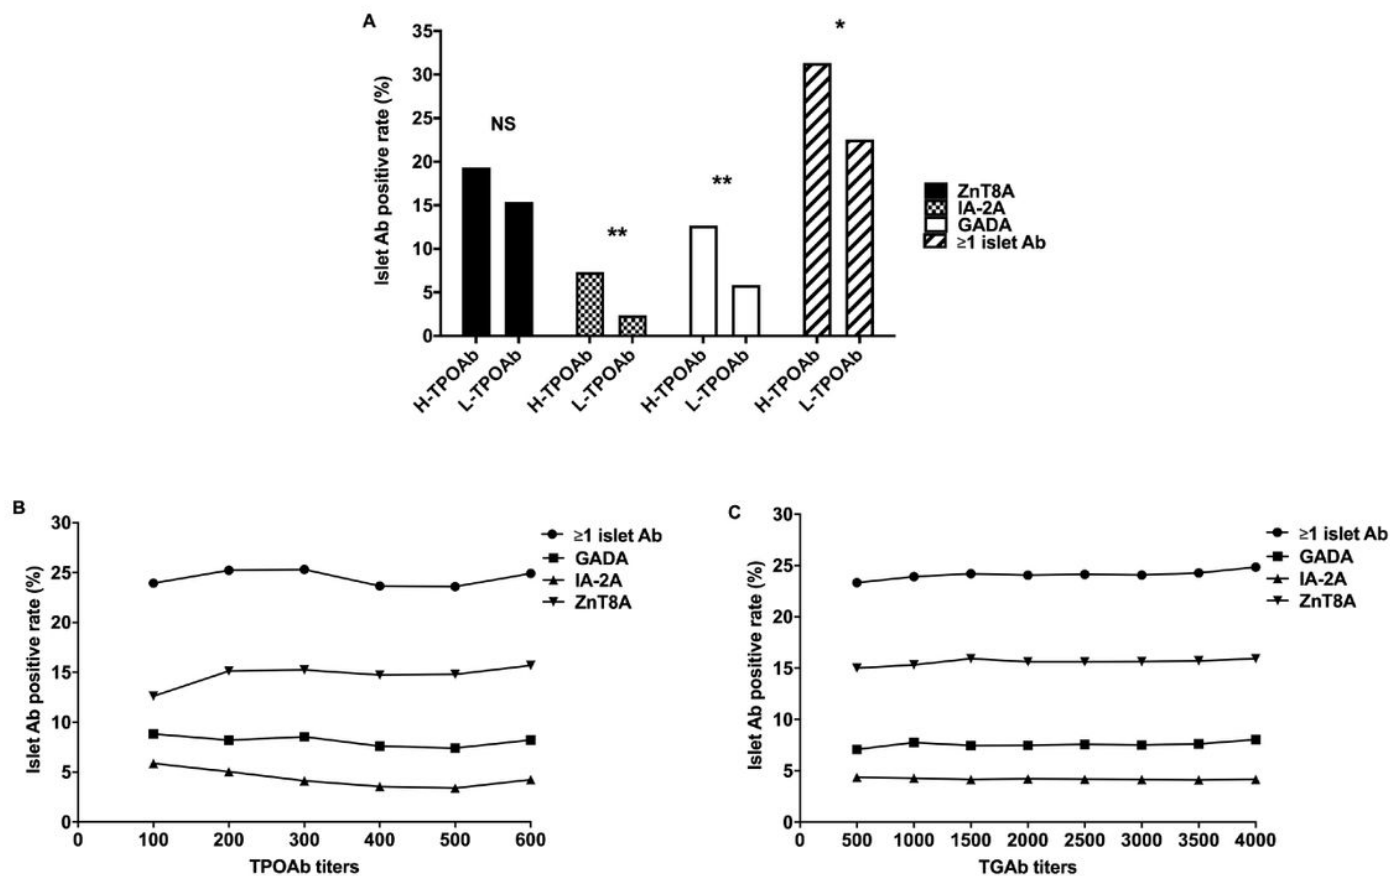 A
Islet Ab positive rate (%)
35
30
25
20
15
10
5
0
NS
**
**
*
H-TPOAb
L-TPOAb
H-TPOAb
L-TPOAb
H-TPOAb
L-TPOAb
H-TPOAb
L-TPOAb
ZnT8A
IA-2A
GADA
≥1 islet Ab
B
Islet Ab positive rate (%)
30
25
20
15
10
5
0
0 100 200 300 400 500 600
TPOAb titers
≥1 islet Ab
GADA
IA-2A
ZnT8A
C
Islet Ab positive rate (%)
30
25
20
15
10
5
0
0 500 1000 1500 2000 2500 3000 3500 4000
TGAb titers
≥1 islet Ab
GADA
IA-2A
ZnT8A